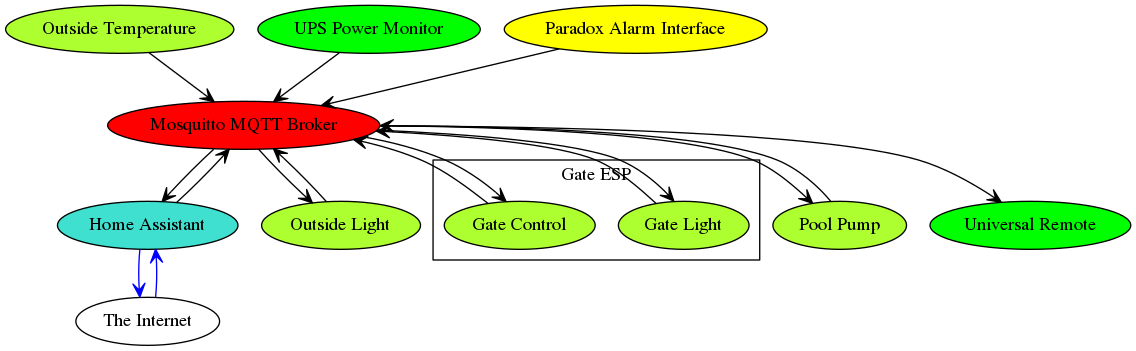 Outside Temperature
UPS Power Monitor
Paradox Alarm Interface
Mosquitto MQTT Broker
Gate ESP
Home Assistant
Outside Light
Gate Control
Gate Light
Pool Pump
Universal Remote
The Internet